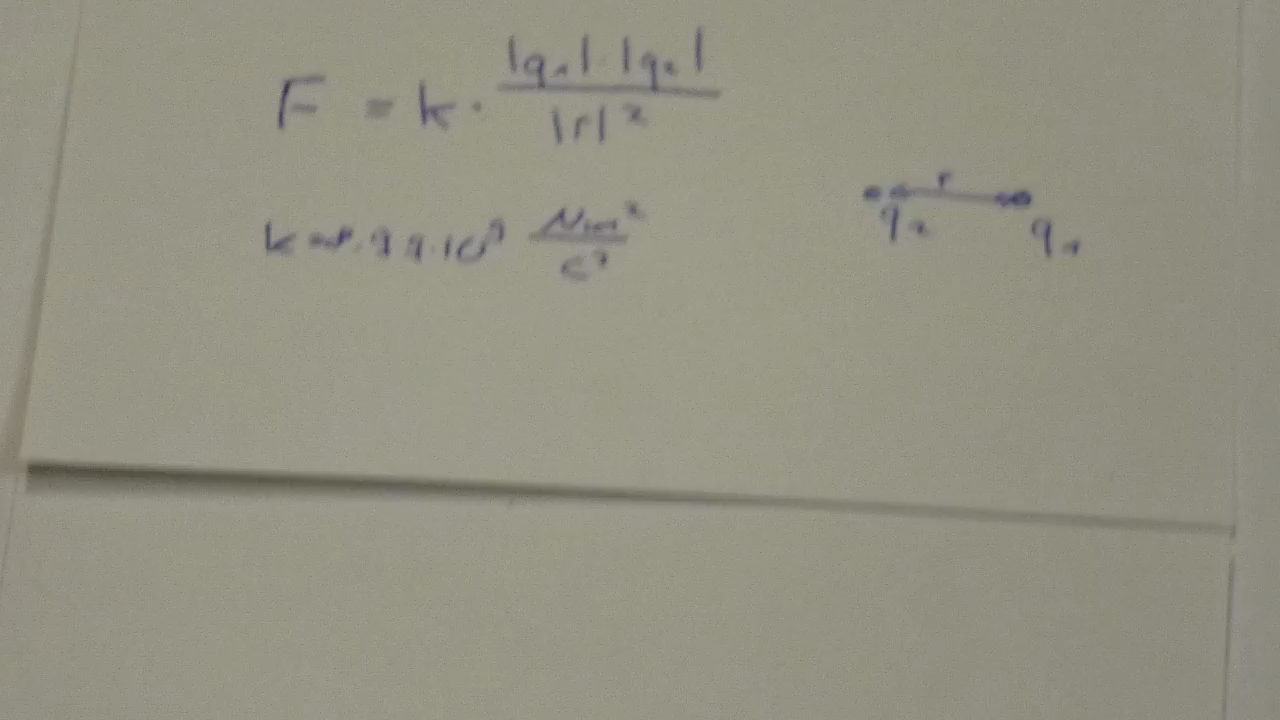 F = k · |q₁| · |q₂| / |r|²
k = 8.99 · 10⁹ Nm² / C²
r
q₂
q₁